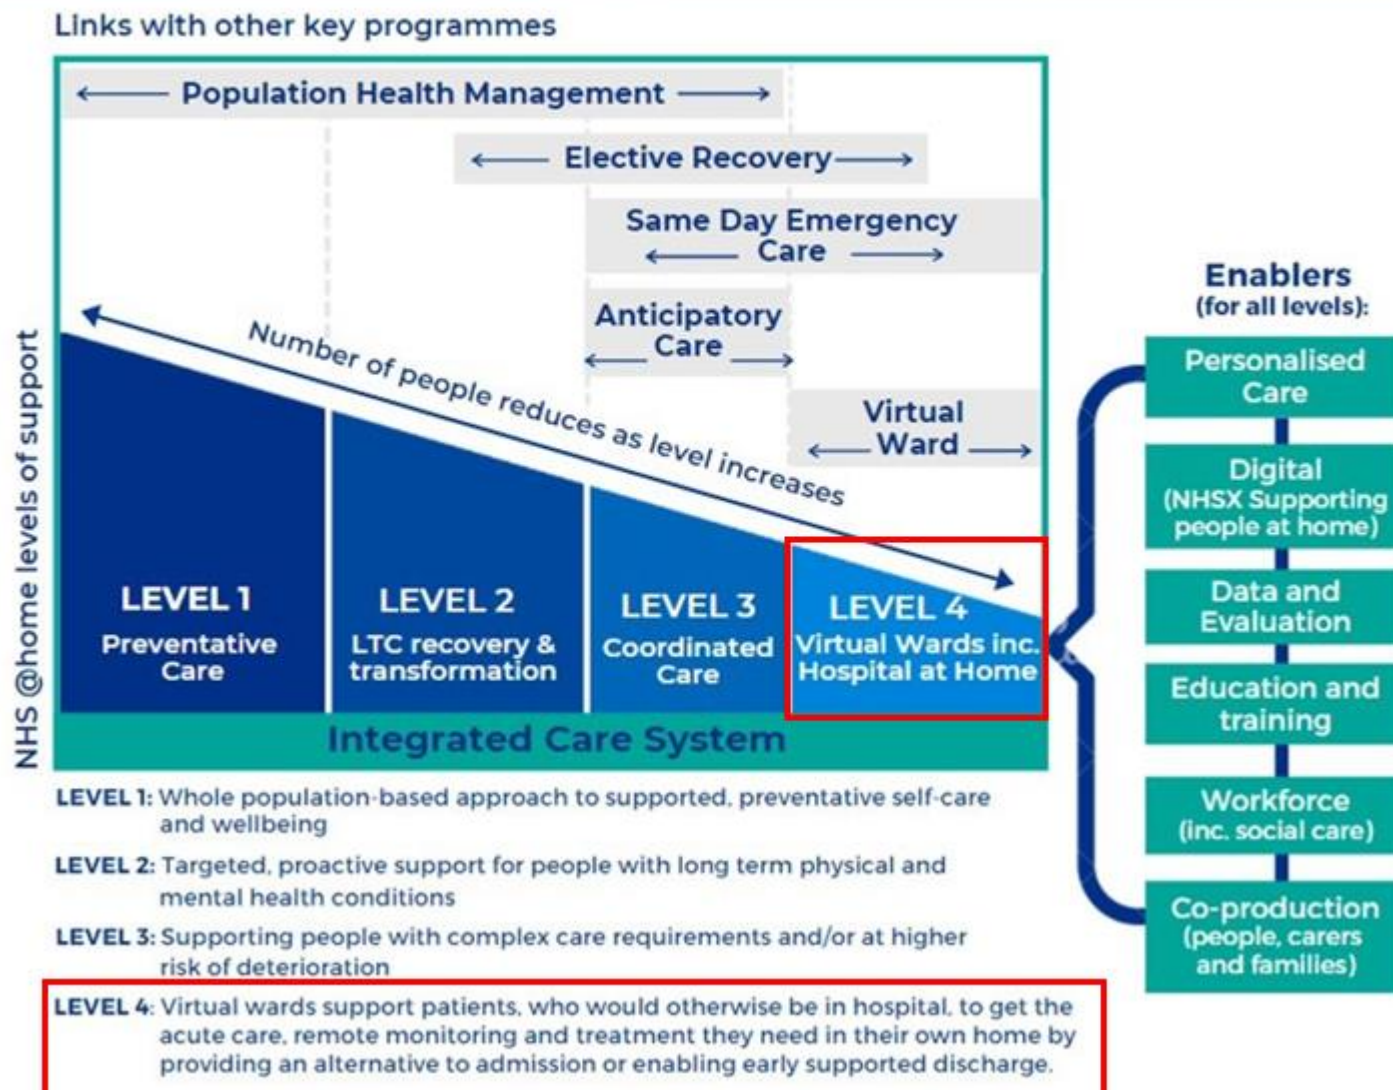 Links with other key programmes
← Population Health Management →
← Elective Recovery →
Same Day Emergency
← Care →
Anticipatory
← Care →
Virtual
← Ward →
Number of people reduces as level increases
NHS @home levels of support
LEVEL 1
Preventative
Care
LEVEL 2
LTC recovery &
transformation
LEVEL 3
Coordinated
Care
LEVEL 4
Virtual Wards inc.
Hospital at Home
Integrated Care System
Enablers
(for all levels):
Personalised
Care
Digital
(NHSX Supporting
people at home)
Data and
Evaluation
Education and
training
Workforce
(inc. social care)
Co-production
(people, carers
and families)
LEVEL 1: Whole population-based approach to supported, preventative self-care
and wellbeing
LEVEL 2: Targeted, proactive support for people with long term physical and
mental health conditions
LEVEL 3: Supporting people with complex care requirements and/or at higher
risk of deterioration
LEVEL 4: Virtual wards support patients, who would otherwise be in hospital, to get the
acute care, remote monitoring and treatment they need in their own home by
providing an alternative to admission or enabling early supported discharge.